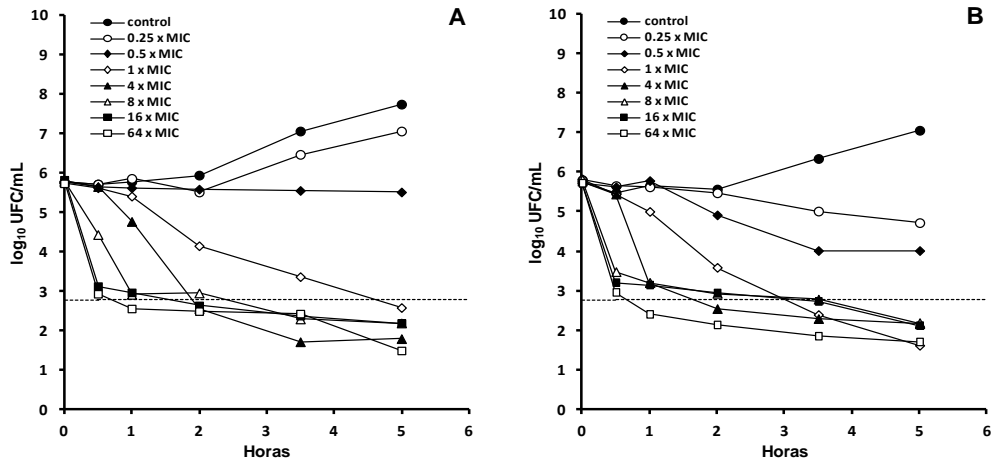 A
control
0.25 x MIC
0.5 x MIC
1 x MIC
4 x MIC
8 x MIC
16 x MIC
64 x MIC
10
9
8
7
6
5
4
3
2
1
0
log10 UFC/mL
0 1 2 3 4 5 6
Horas
B
control
0.25 x MIC
0.5 x MIC
1 x MIC
4 x MIC
8 x MIC
16 x MIC
64 x MIC
10
9
8
7
6
5
4
3
2
1
0
log10 UFC/mL
0 1 2 3 4 5 6
Horas